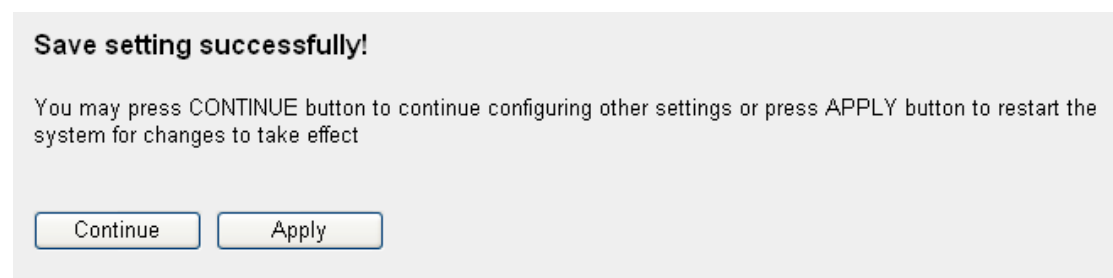 Save setting successfully!
You may press CONTINUE button to continue configuring other settings or press APPLY button to restart the
system for changes to take effect
Continue Apply